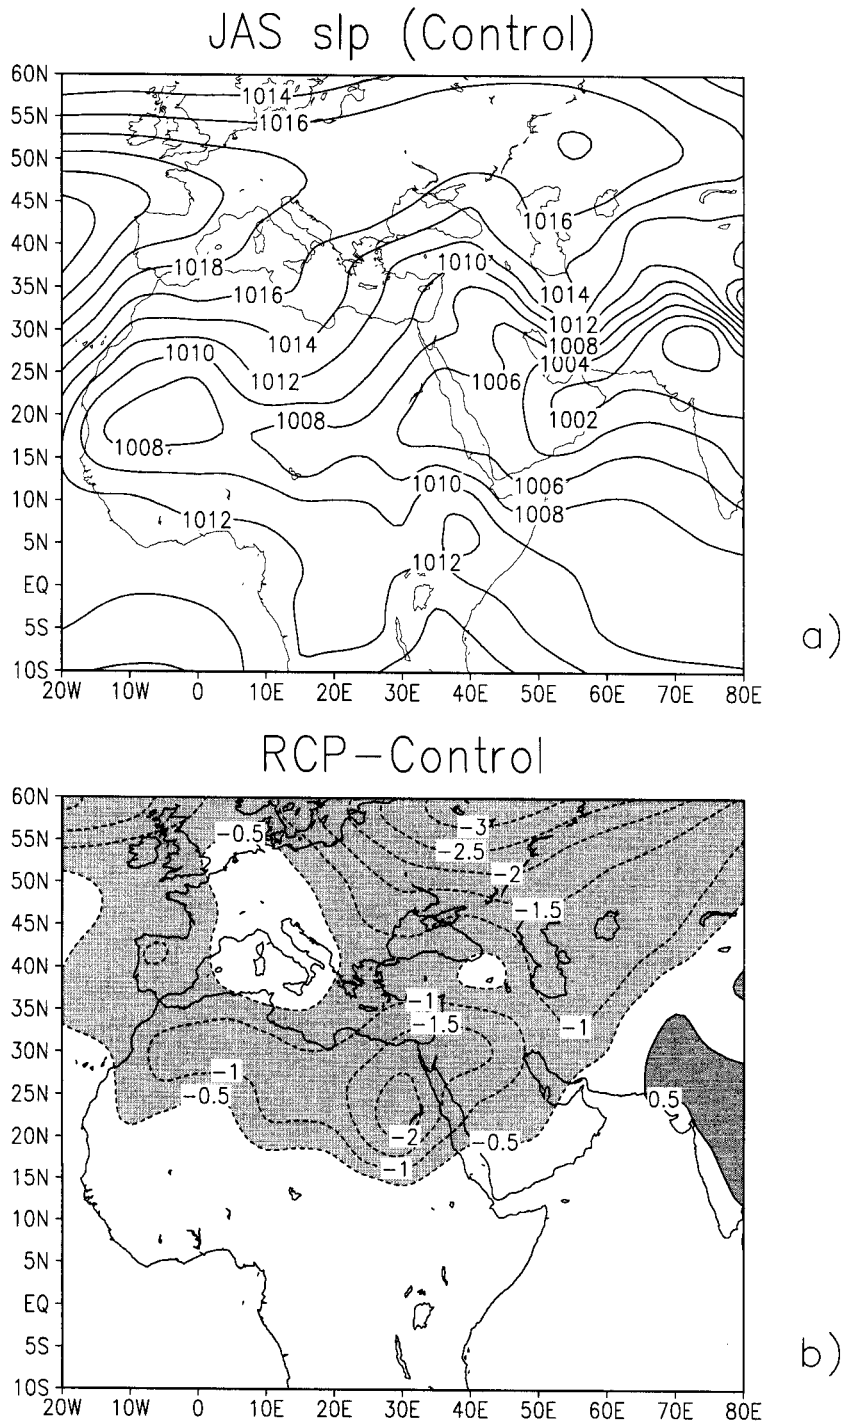 JAS slp (Control)
60N
1014
55N
1016
50N
45N
1016
40N
1018
1010
35N
1016
1014
30N
1012
1014
1008
1010
1004
25N
1012
1006
20N
1008
1002
15N
1008
1010
1006
10N
1012
1008
5N
1012
EQ
5S
a)
10S
20W 10W 0 10E 20E 30E 40E 50E 60E 70E 80E
RCP-Control
60N
-0.5
-3
55N
-2.5
50N
-2
45N
-1.5
40N
35N
-1
-1.5
-1
30N
-1
25N
-0.5
0.5
20N
-2
-0.5
15N
-1
10N
5N
EQ
5S
b)
10S
20W 10W 0 10E 20E 30E 40E 50E 60E 70E 80E